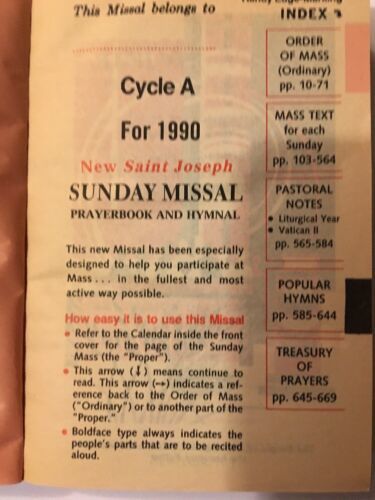 This Missal belongs to
Cycle A
For 1990
New Saint Joseph
SUNDAY MISSAL
PRAYERBOOK AND HYMNAL
This new Missal has been especially
designed to help you participate at
Mass . . . in the fullest and most
active way possible.
How easy it is to use this Missal
● Refer to the Calendar inside the front
cover for the page of the Sunday
Mass (the "Proper").
● This arrow (↓) means continue to
read. This arrow (→) indicates a ref-
erence back to the Order of Mass
("Ordinary") or to another part of the
"Proper."
● Boldface type always indicates the
people's parts that are to be recited
aloud.
INDEX
ORDER
OF MASS
(Ordinary)
pp. 10-71
MASS TEXT
for each
Sunday
pp. 103-564
PASTORAL
NOTES
● Liturgical Year
● Vatican II
pp. 565-584
POPULAR
HYMNS
pp. 585-644
TREASURY
OF
PRAYERS
pp. 645-669